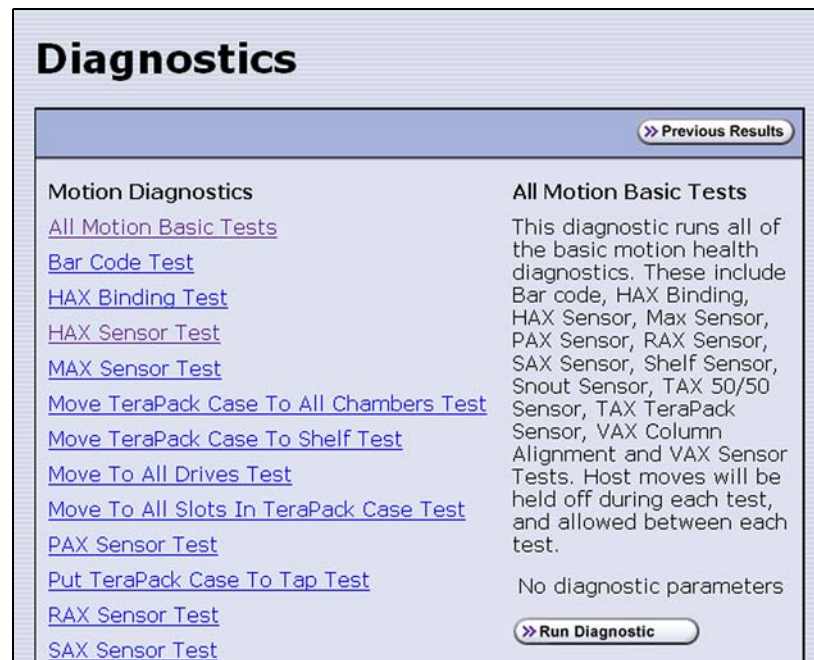 Diagnostics
Previous Results
Motion Diagnostics
All Motion Basic Tests
Bar Code Test
HAX Binding Test
HAX Sensor Test
MAX Sensor Test
Move TeraPack Case To All Chambers Test
Move TeraPack Case To Shelf Test
Move To All Drives Test
Move To All Slots In TeraPack Case Test
PAX Sensor Test
Put TeraPack Case To Tap Test
RAX Sensor Test
SAX Sensor Test
All Motion Basic Tests
This diagnostic runs all of
the basic motion health
diagnostics. These include
Bar code, HAX Binding,
HAX Sensor, Max Sensor,
PAX Sensor, RAX Sensor,
SAX Sensor, Shelf Sensor,
Snout Sensor, TAX 50/50
Sensor, TAX TeraPack
Sensor, VAX Column
Alignment and VAX Sensor
Tests. Host moves will be
held off during each test,
and allowed between each
test.
No diagnostic parameters
Run Diagnostic